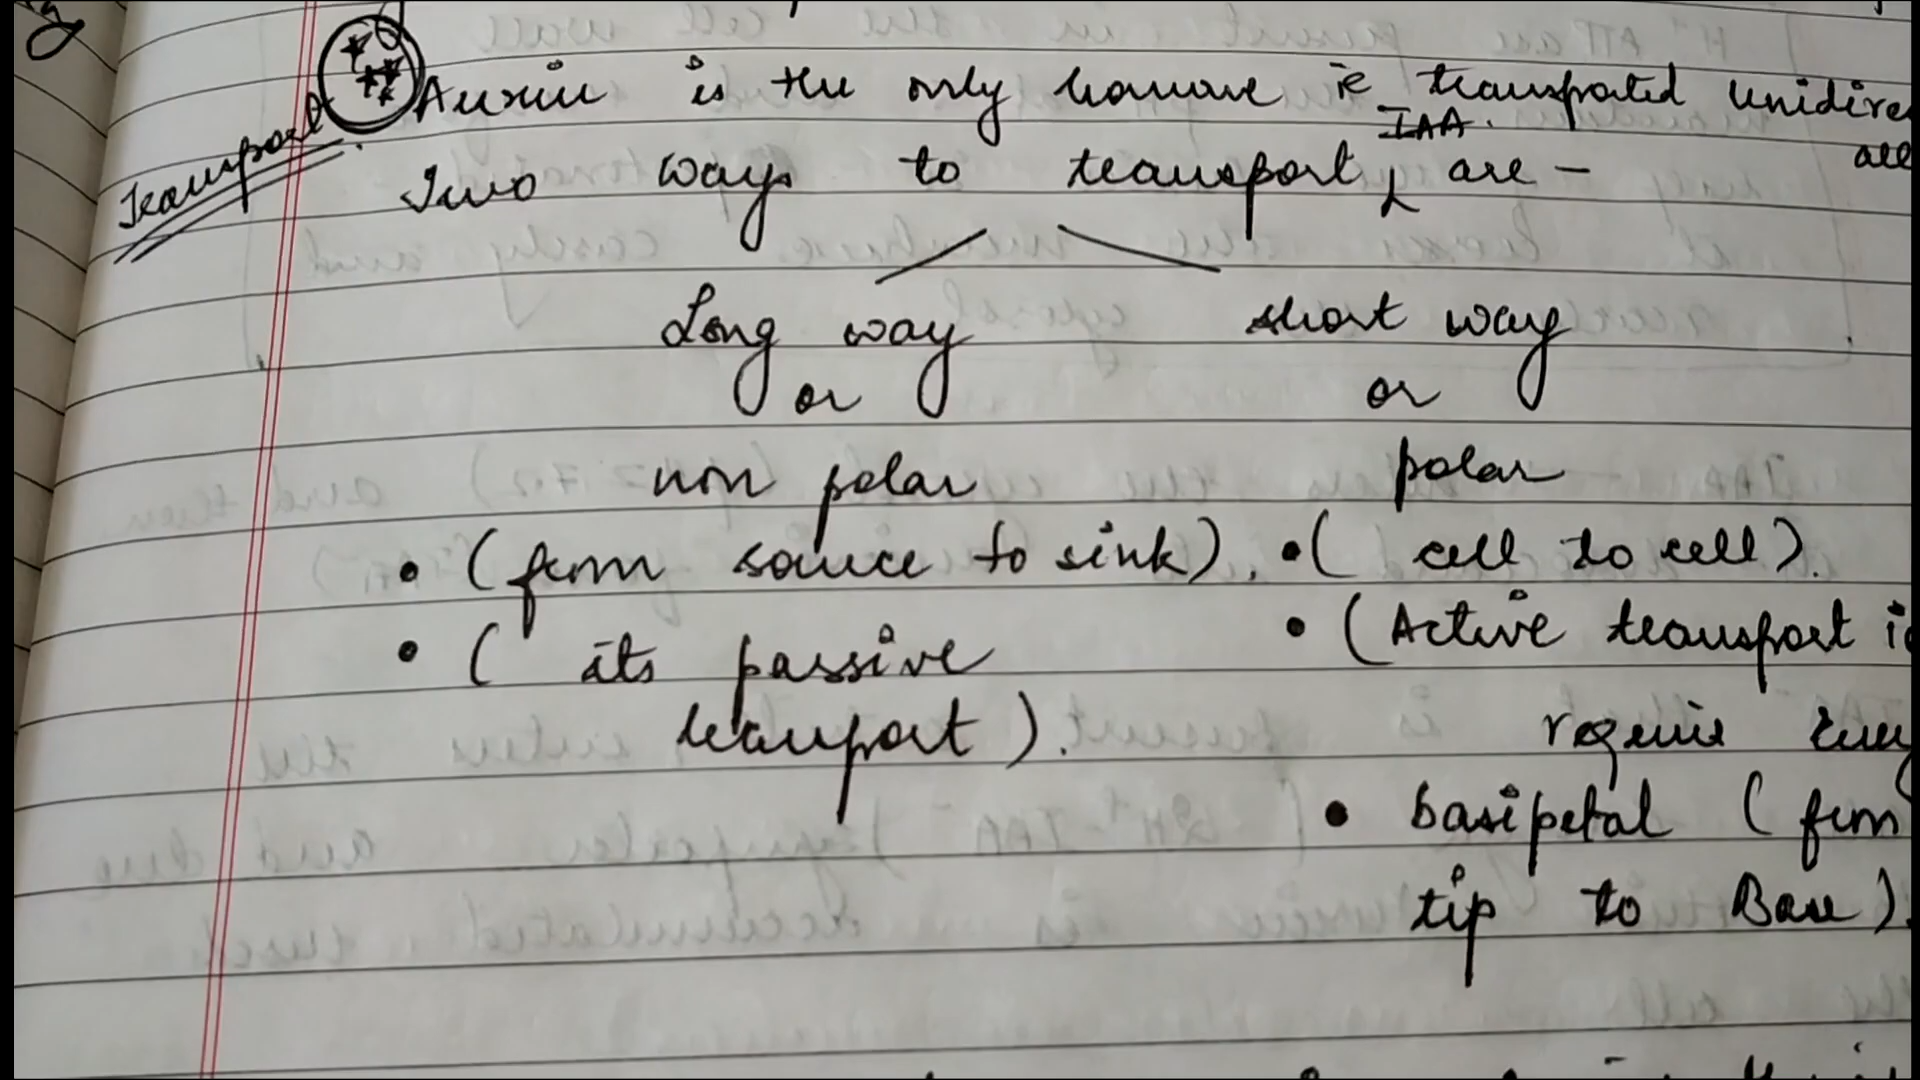 Transport
Auxin is the only hormone ie transported unidire
Two ways to transport IAA. are -
Long way short way
or or
non polar polar
• (from source to sink). • ( cell to cell).
• ( its passive • ( Active transport
transport). require
• basipetal ( from
tip to Base).